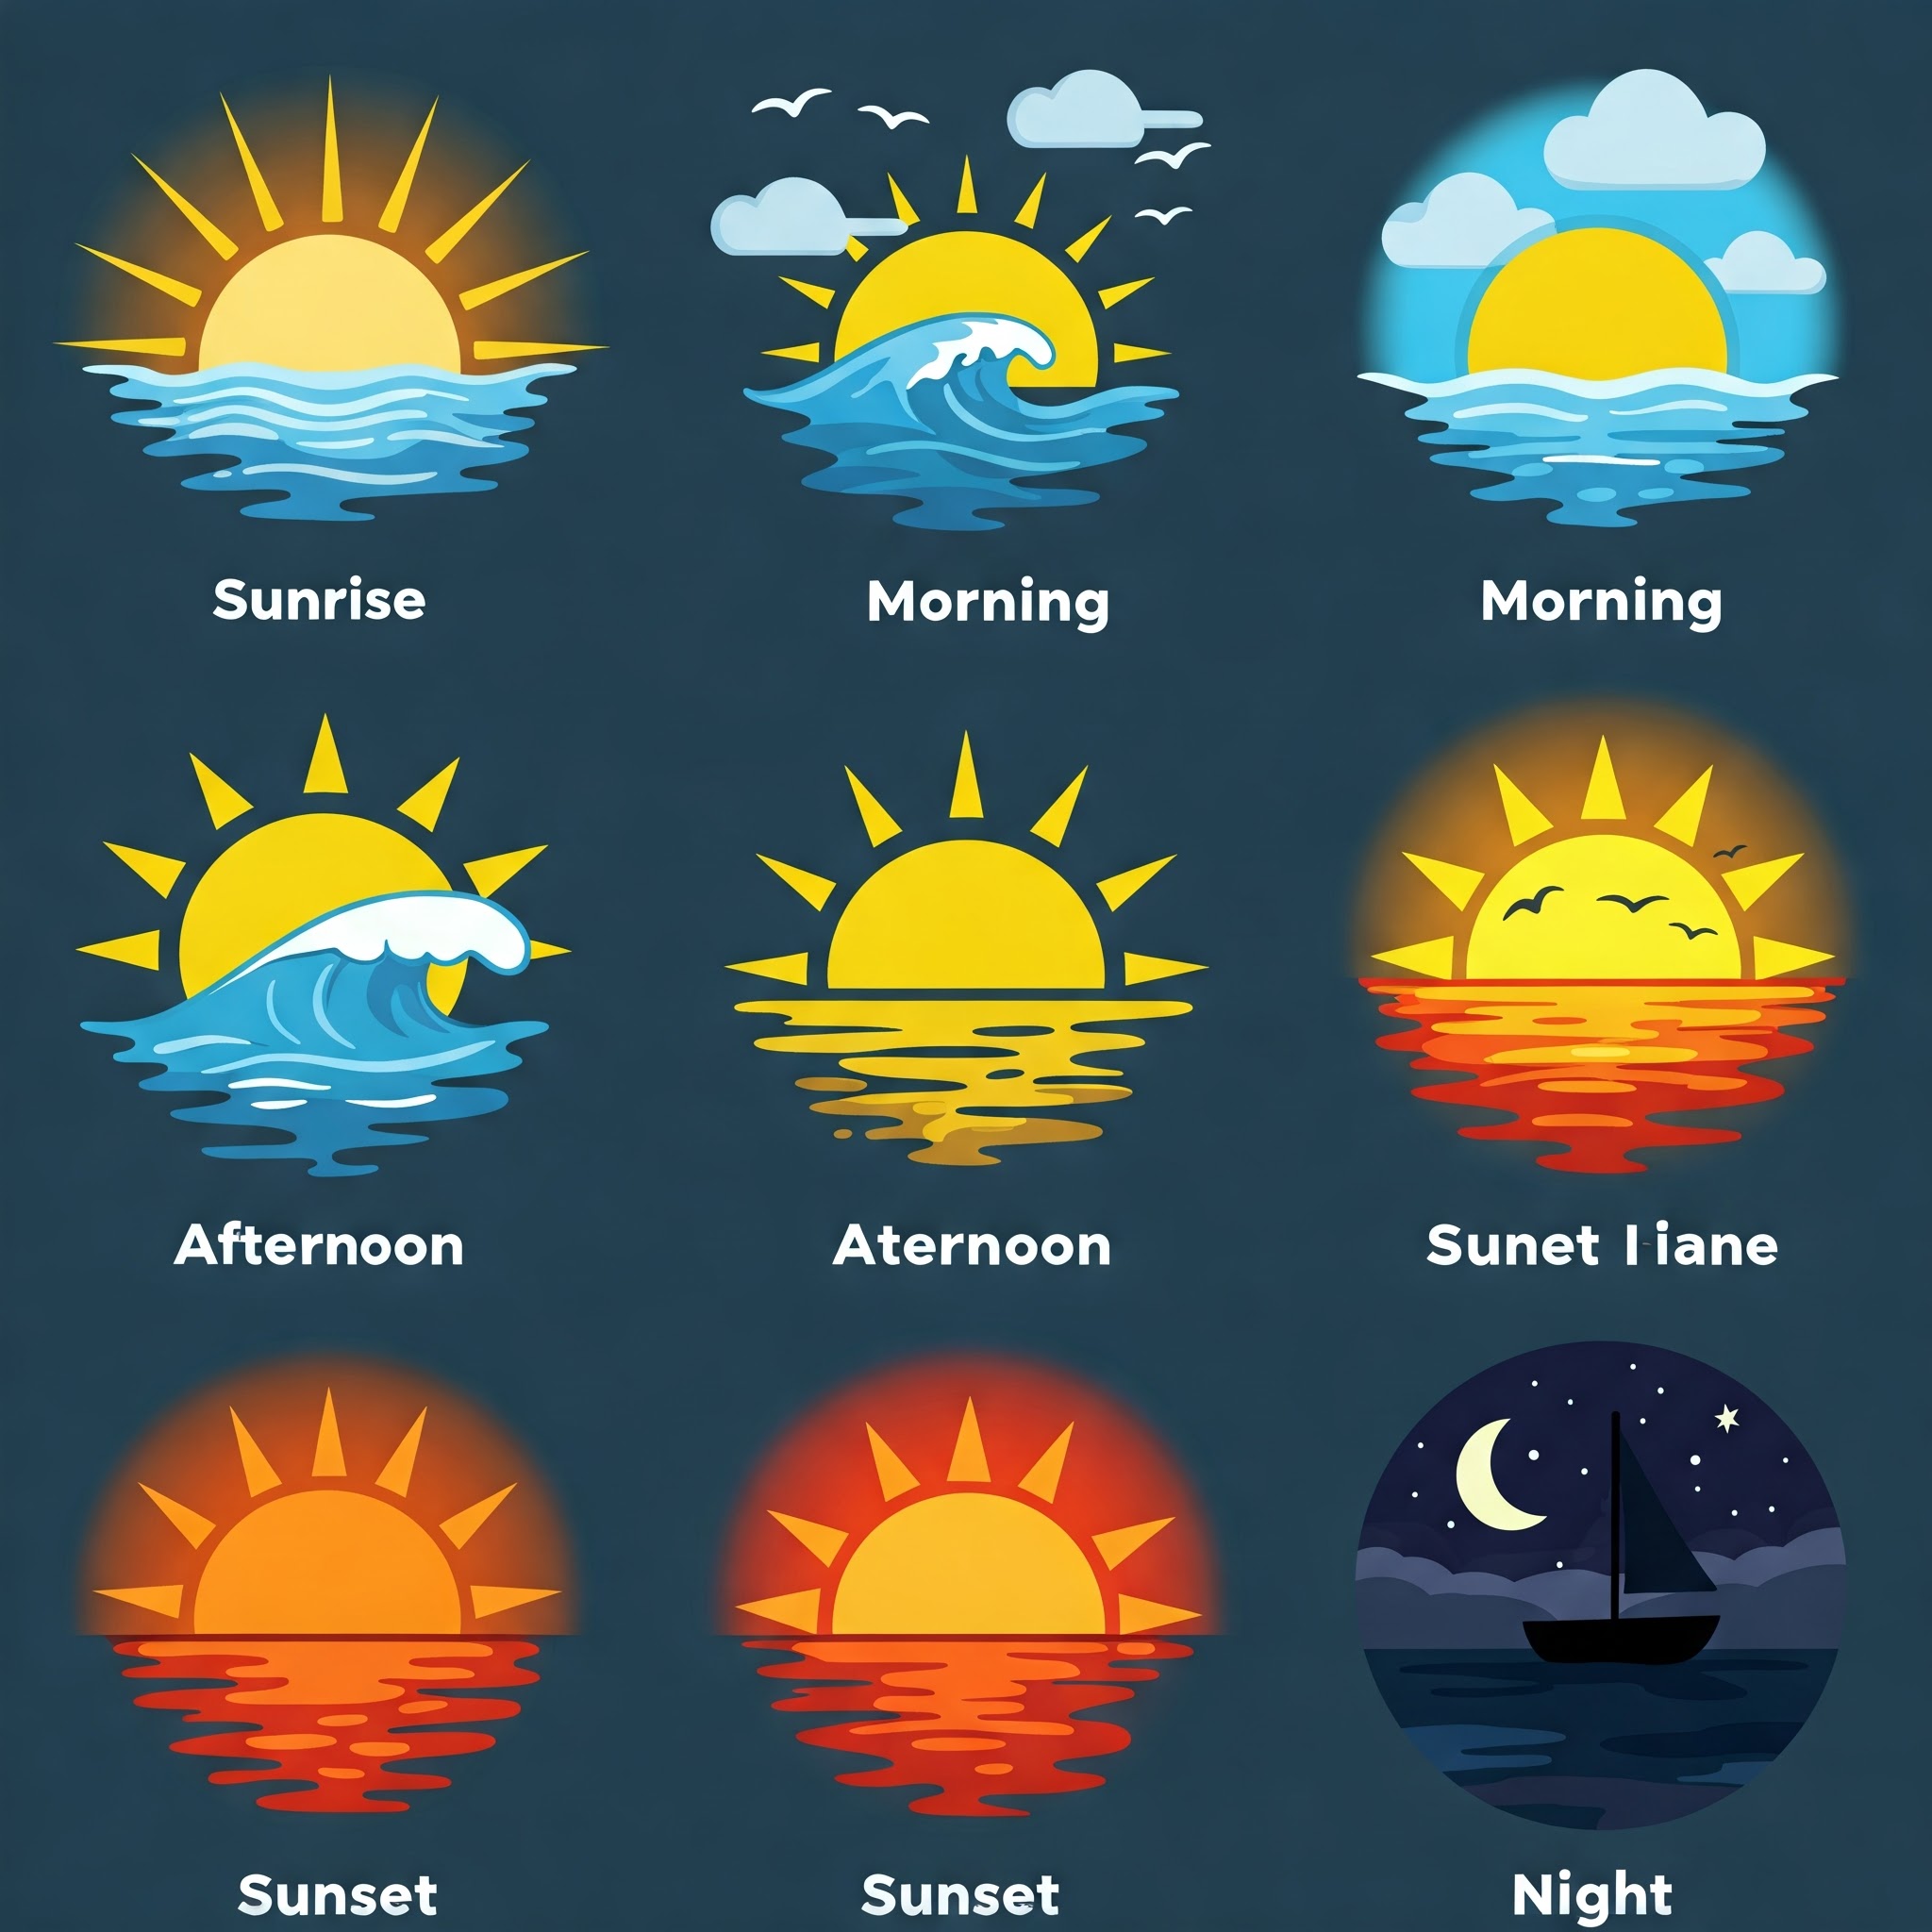 Sunrise
Morning
Morning
Afternoon
Aternoon
Sunet
Sunset
Sunset
Night